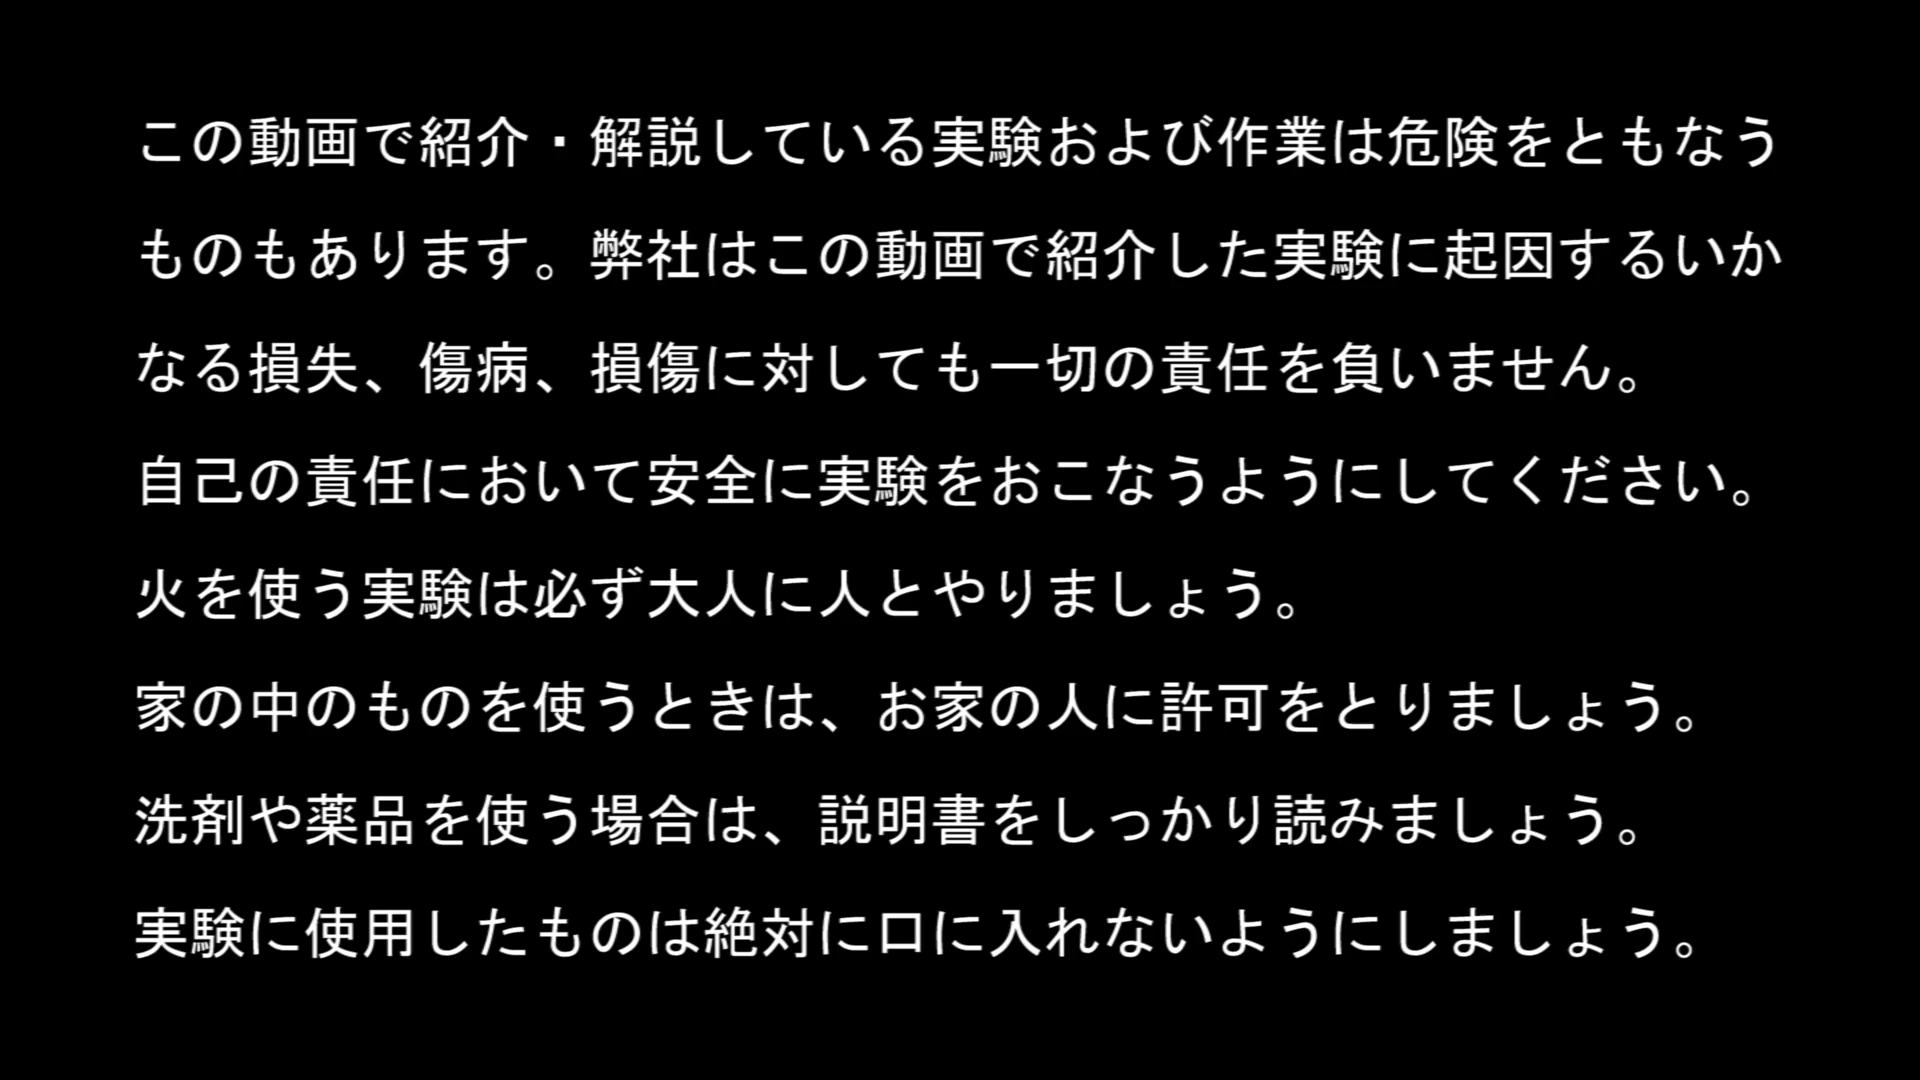 この動画で紹介・解説している実験および作業は危険をともなう
ものもあります。弊社はこの動画で紹介した実験に起因するいか
なる損失、傷病、損傷に対しても一切の責任を負いません。
自己の責任において安全に実験をおこなうようにしてください。
火を使う実験は必ず大人に人とやりましょう。
家の中のものを使うときは、お家の人に許可をとりましょう。
洗剤や薬品を使う場合は、説明書をしっかり読みましょう。
実験に使用したものは絶対に口に入れないようにしましょう。